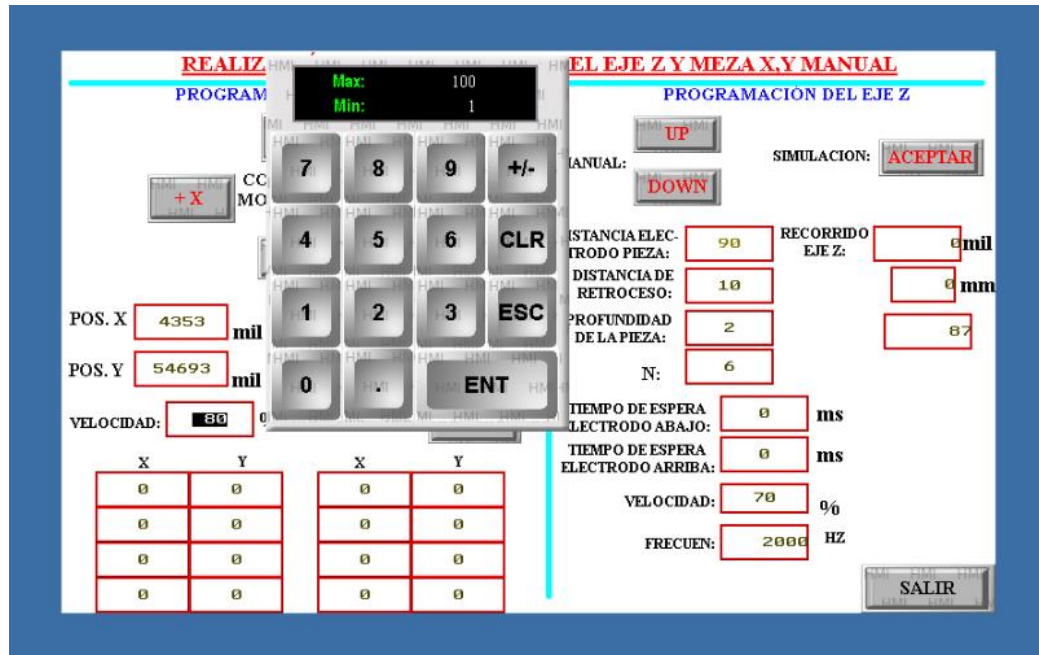 REALIZ
EL EJE Z Y MEZA X,Y MANUAL
PROGRAM
PROGRAMACIÓN DEL EJE Z
Max: 100
Min: 1
7 8 9 +/-
4 5 6 CLR
1 2 3 ESC
0 . ENT
+ X
CC
MO
POS. X 4353 mil
POS. Y 54693 mil
VELOCIDAD: 80
X Y X Y
0 0 0 0
0 0 0 0
0 0 0 0
0 0 0 0
UP
MANUAL:
SIMULACION: ACEPTAR
DOWN
ISTANCIA ELEC-
TRODO PIEZA: 90
RECORRIDO
EJE Z: 0 mil
DISTANCIA DE
RETROCESO: 10
0 mm
PROFUNDIDAD
DE LA PIEZA: 2
87
N: 6
TIEMPO DE ESPERA
ELECTRODO ABAJO: 0 ms
TIEMPO DE ESPERA
ELECTRODO ARRIBA: 0 ms
VELOCIDAD: 70 %
FRECUEN: 2000 HZ
SALIR
HMI